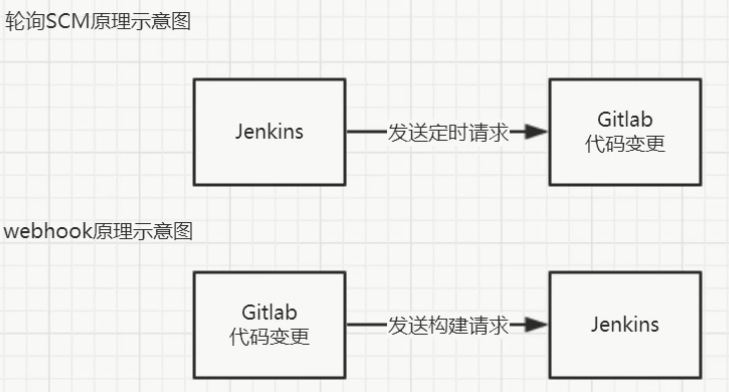 轮询SCM原理示意图
Jenkins
发送定时请求
Gitlab
代码变更
webhook原理示意图
Gitlab
代码变更
发送构建请求
Jenkins